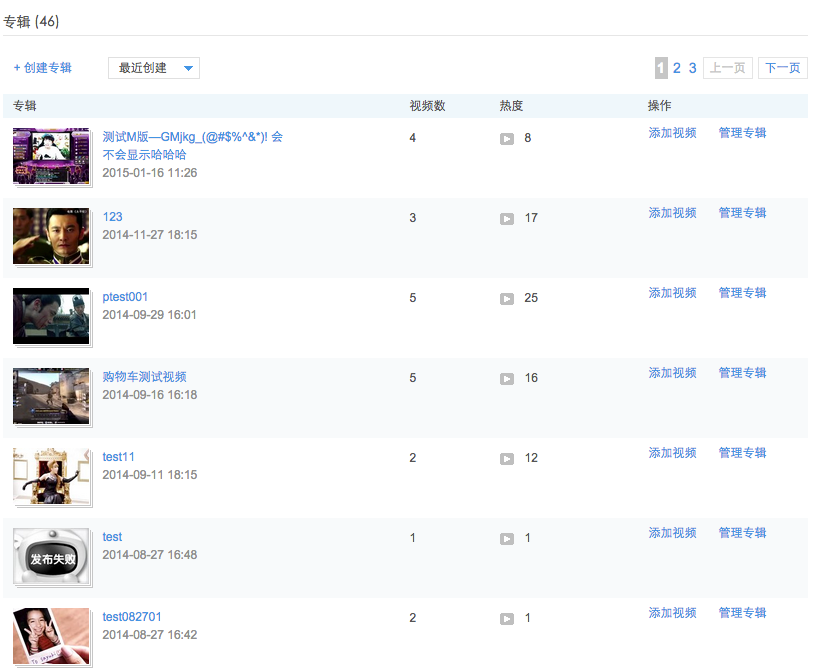 专辑 (46)
+ 创建专辑 最近创建 1 2 3 上一页 下一页
专辑 视频数 热度 操作
测试M版—GMjkg_(@#$%^&*)! 会 4 8 添加视频 管理专辑
不会显示哈哈哈
2015-01-16 11:26
123 3 17 添加视频 管理专辑
2014-11-27 18:15
ptest001 5 25 添加视频 管理专辑
2014-09-29 16:01
购物车测试视频 5 16 添加视频 管理专辑
2014-09-16 16:18
test11 2 12 添加视频 管理专辑
2014-09-11 18:15
test 1 1 添加视频 管理专辑
2014-08-27 16:48
发布失败
test082701 2 1 添加视频 管理专辑
2014-08-27 16:42